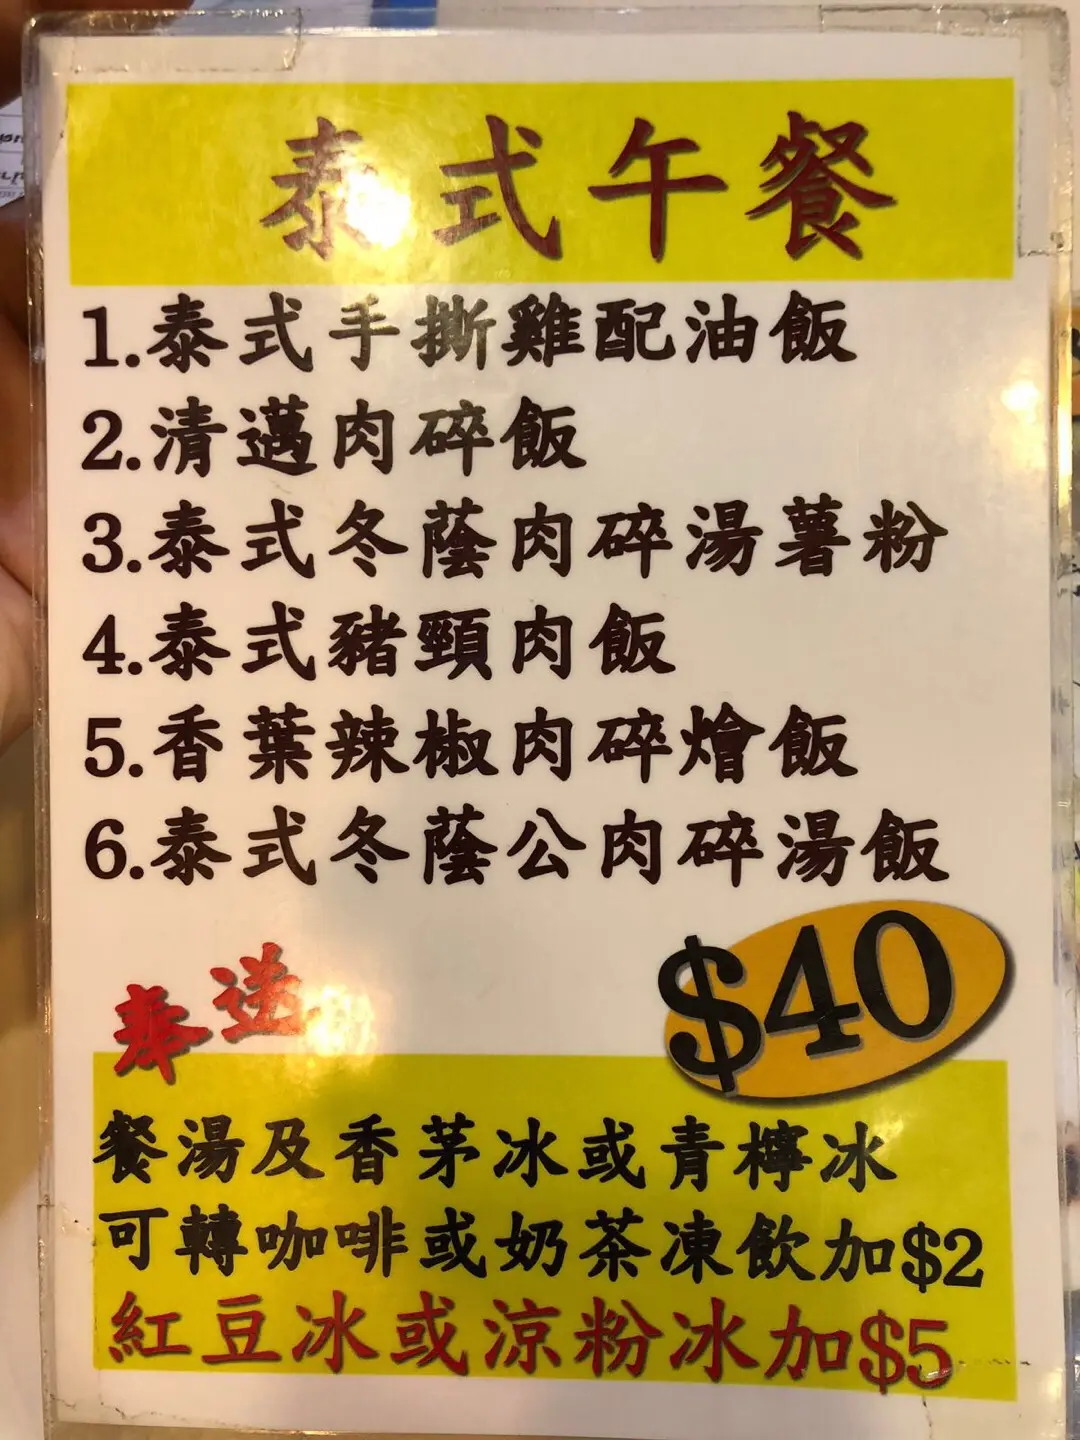 泰式午餐
1.泰式手撕雞配油飯
2.清邁肉碎飯
3.泰式冬蔭肉碎湯薯粉
4.泰式豬頸肉飯
5.香葉辣椒肉碎燴飯
6.泰式冬蔭公肉碎湯飯
奉送
$40
餐湯及香茅冰或青檸冰
可轉咖啡或奶茶凍飲加$2
紅豆冰或涼粉冰加$5